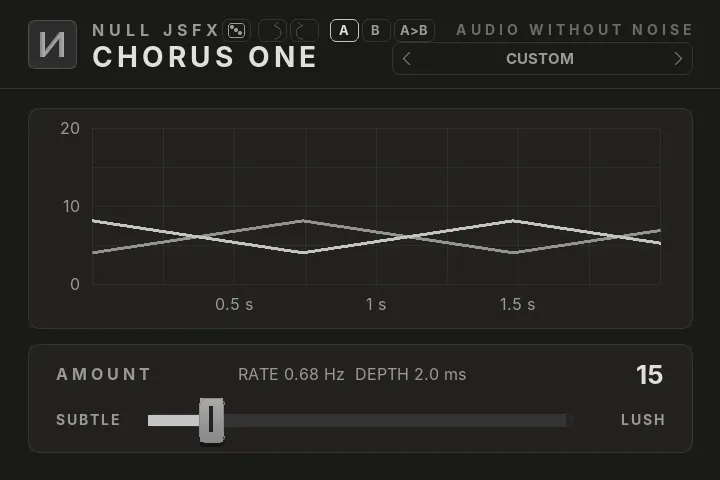 NULL JSFX A B A>B AUDIO WITHOUT NOISE
CHORUS ONE CUSTOM
20
10
0
0.5 s 1 s 1.5 s
AMOUNT RATE 0.68 Hz DEPTH 2.0 ms 15
SUBTLE LUSH